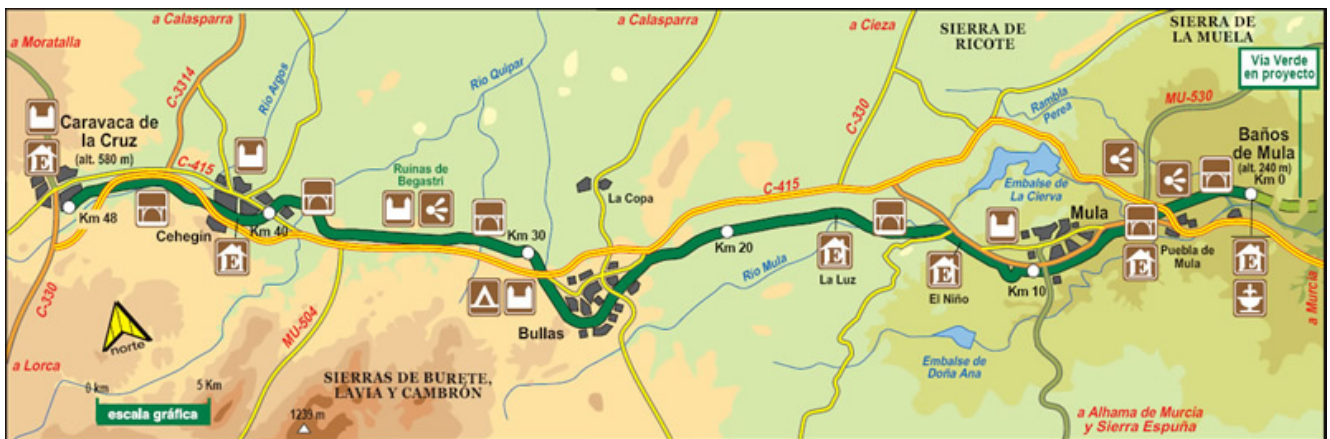 a Calasparra
a Calasparra
a Cieza
SIERRA DE
RICOTE
SIERRA DE
LA MUELA
a Moratalla
Vía Verde
en proyecto
C-3314
Río Argos
Río Quipar
C-330
Rambla
Perea
MU-530
Caravaca de
la Cruz
(alt. 580 m)
C-415
E
Ruinas de
Begastri
La Copa
C-415
Embalse de
La Cierva
Baños
de Mula
(alt. 240 m)
Km 0
Km 48
Cehegín
Km 40
E
Km 30
Km 20
Río Mula
E
La Luz
E
El Niño
Mula
Km 10
E
Puebla de
Mula
E
C-330
MU-504
Bullas
a Murcia
norte
a Lorca
0 km
5 Km
escala gráfica
SIERRAS DE BURETE,
LAVIA Y CAMBRÓN
1239 m
Embalse de
Doña Ana
a Alhama de Murcia
y Sierra Espuña